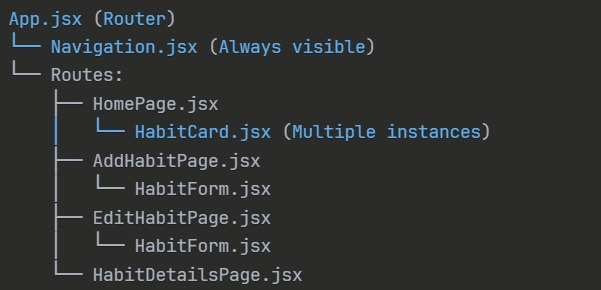 App.jsx (Router)
└── Navigation.jsx (Always visible)
└── Routes:
    ├── HomePage.jsx
    │   └── HabitCard.jsx (Multiple instances)
    ├── AddHabitPage.jsx
    │   └── HabitForm.jsx
    ├── EditHabitPage.jsx
    │   └── HabitForm.jsx
    └── HabitDetailsPage.jsx